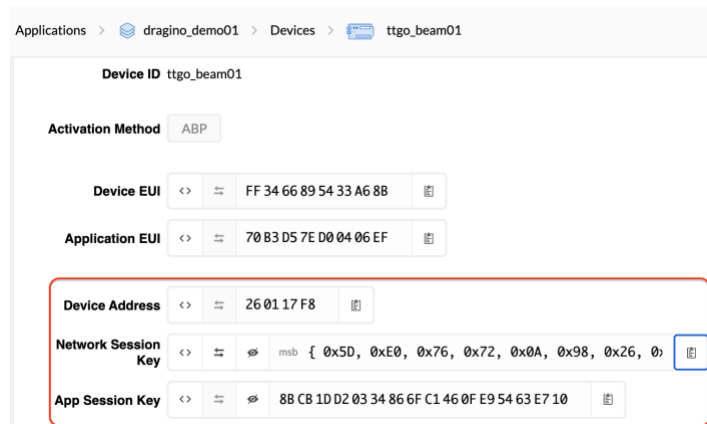 Applications > dragino_demo01 > Devices > ttgo_beam01
Device ID ttgo_beam01
Activation Method ABP
Device EUI <> FF 34 66 89 54 33 A6 8B
Application EUI <> 70 B3 D5 7E D0 04 06 EF
Device Address <> 26 01 17 F8
Network Session
Key <> msb { 0x5D, 0xE0, 0x76, 0x72, 0x0A, 0x98, 0x26,
App Session Key <> 8B CB 1D D2 03 34 86 6F C1 46 0F E9 54 63 E7 10